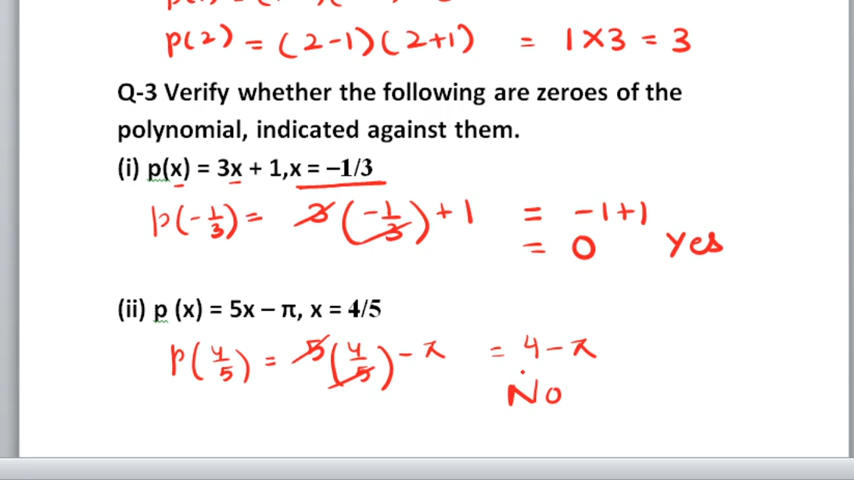 p(2) = (2-1)(2+1) = 1×3 = 3
Q-3 Verify whether the following are zeroes of the
polynomial, indicated against them.
(i) p(x) = 3x + 1,x = –1/3
p(-1/3) = 3(-1/3)+1 = -1+1
= 0 Yes
(ii) p (x) = 5x – π, x = 4/5
p(4/5) = 5(4/5) - π = 4-π
No